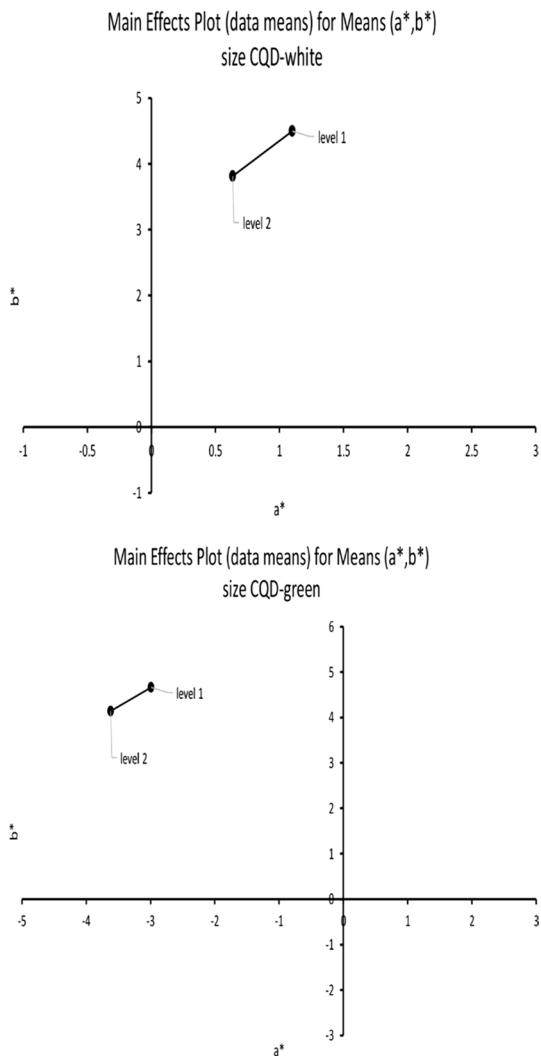 Main Effects Plot (data means) for Means (a*,b*)
size CQD-white
5
level 1
4
level 2
3
b*
2
1
0
-1 -0.5 0 0.5 1 1.5 2 2.5 3
-1
a*
Main Effects Plot (data means) for Means (a*,b*)
size CQD-green
6
5
level 1
4
level 2
3
2
b*
1
0
-5 -4 -3 -2 -1 0 1 2 3
-1
-2
-3
a*